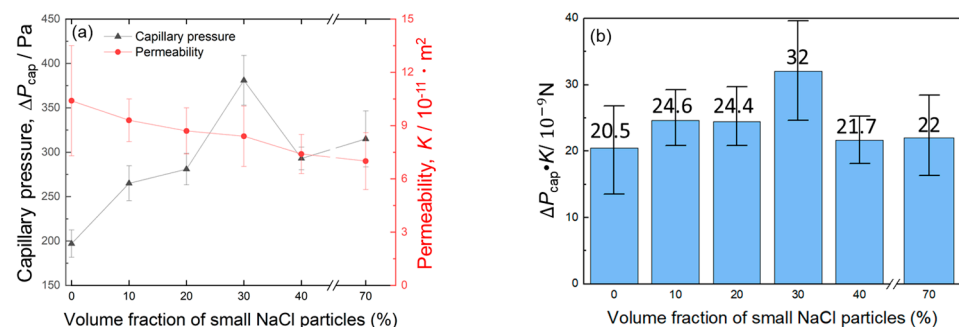 (a)
Capillary pressure
Permeability
Capillary pressure, ΔP_cap / Pa
450
400
350
300
250
200
150
Permeability, K / 10⁻¹¹ · m²
15
12
9
6
3
0
0 10 20 30 40 70
Volume fraction of small NaCl particles (%)
(b)
ΔP_cap•K/ 10⁻⁹N
40
30
20
10
0
20.5 24.6 24.4 32 21.7 22
0 10 20 30 40 70
Volume fraction of small NaCl particles (%)